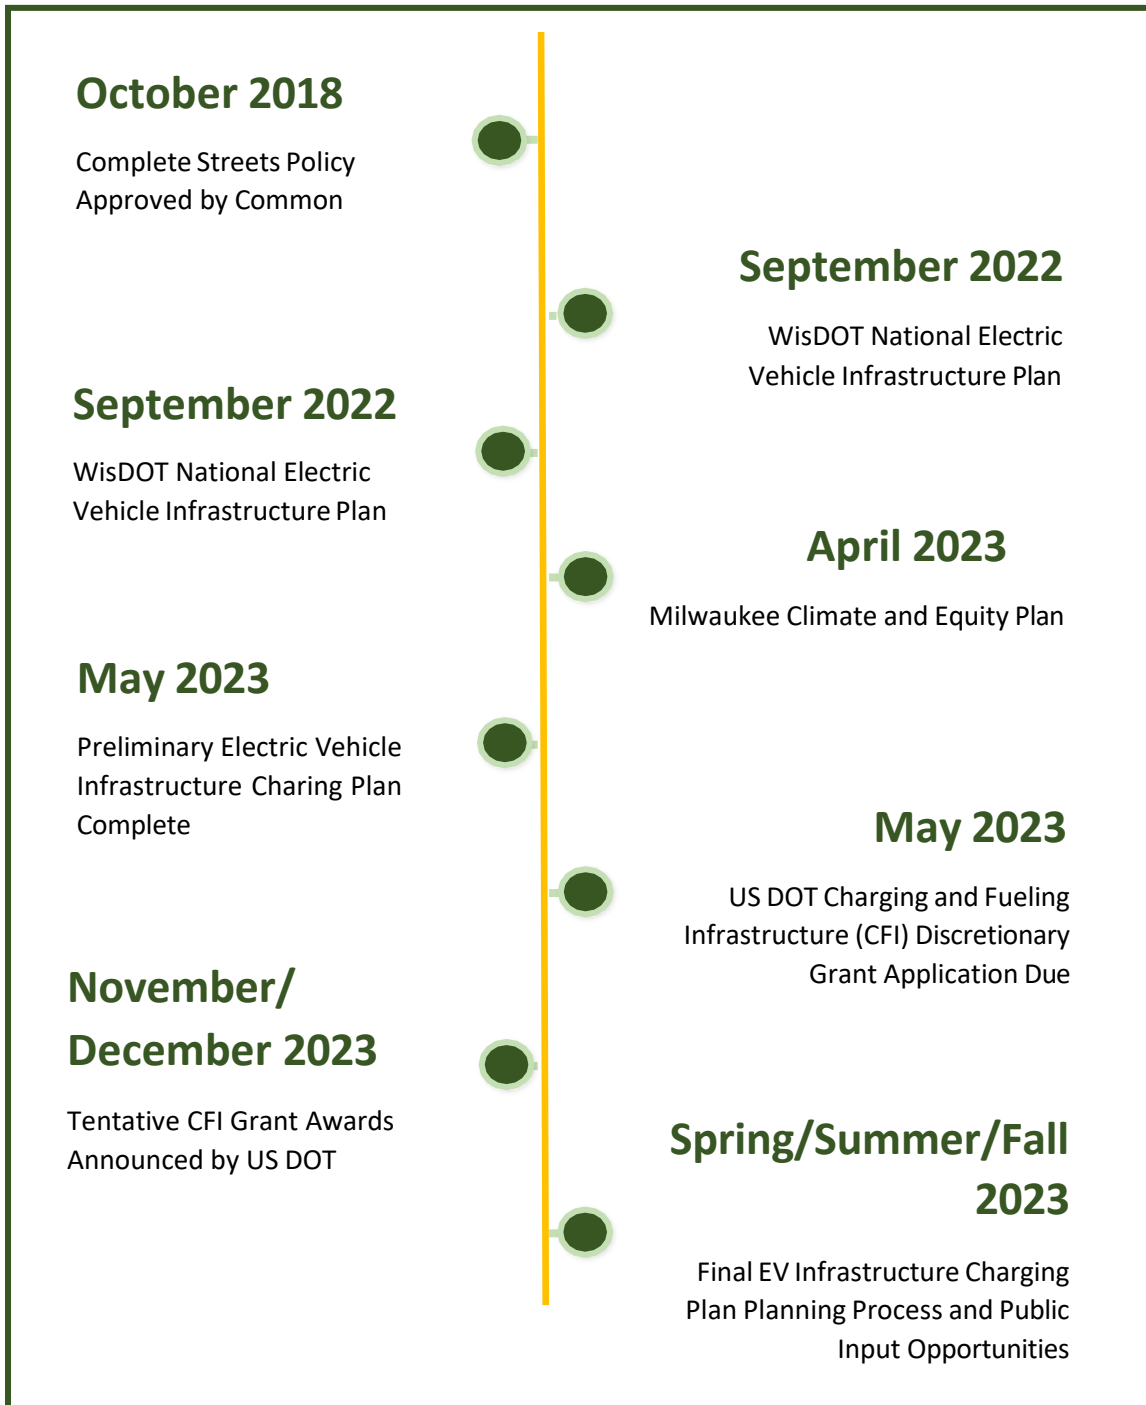 October 2018
Complete Streets Policy
Approved by Common
September 2022
WisDOT National Electric
Vehicle Infrastructure Plan
September 2022
WisDOT National Electric
Vehicle Infrastructure Plan
April 2023
Milwaukee Climate and Equity Plan
May 2023
Preliminary Electric Vehicle
Infrastructure Charing Plan
Complete
May 2023
US DOT Charging and Fueling
Infrastructure (CFI) Discretionary
Grant Application Due
November/
December 2023
Tentative CFI Grant Awards
Announced by US DOT
Spring/Summer/Fall
2023
Final EV Infrastructure Charging
Plan Planning Process and Public
Input Opportunities